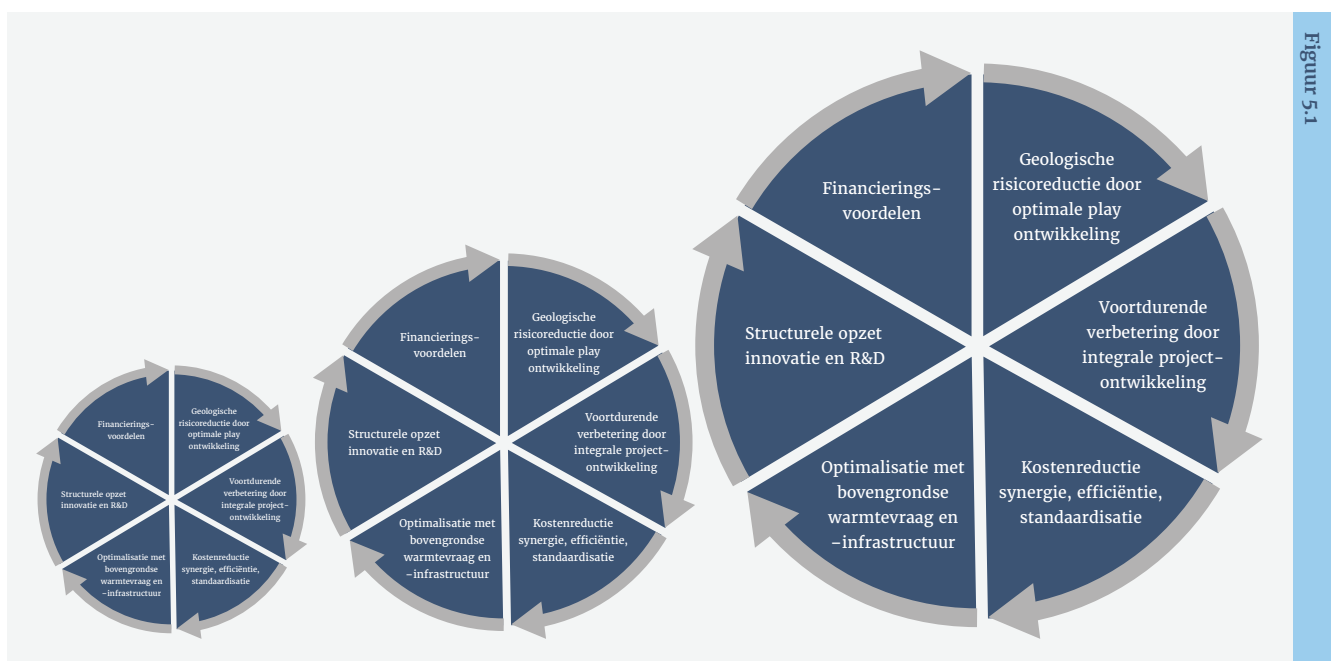 Financierings-
voordelen
Geologische
risicoreductie door
optimale play
ontwikkeling
Voortdurende
verbetering door
integrale project-
ontwikkeling
Kostenreductie
synergie, efficiëntie,
standaardisatie
Optimalisatie met
bovengrondse
warmtevraag en
-infrastructuur
Structurele opzet
innovatie en R&D
Financierings-
voordelen
Geologische
risicoreductie door
optimale play
ontwikkeling
Voortdurende
verbetering door
integrale project-
ontwikkeling
Kostenreductie
synergie, efficiëntie,
standaardisatie
Optimalisatie met
bovengrondse
warmtevraag en
-infrastructuur
Structurele opzet
innovatie en R&D
Financierings-
voordelen
Geologische
risicoreductie door
optimale play
ontwikkeling
Voortdurende
verbetering door
integrale project-
ontwikkeling
Kostenreductie
synergie, efficiëntie,
standaardisatie
Optimalisatie met
bovengrondse
warmtevraag en
-infrastructuur
Structurele opzet
innovatie en R&D
Figuur 5.1